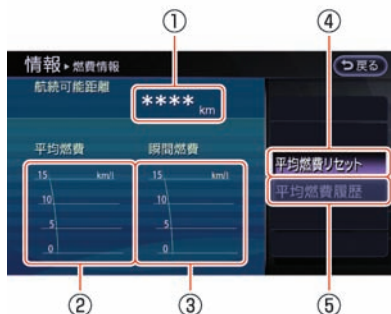 ① ④
情報▸燃費情報 戻る
航続可能距離
**** km
平均燃費 瞬間燃費
平均燃費リセット
15 km/l 15 km/l
平均燃費履歴
10 10
5 5
0 0
② ③ ⑤